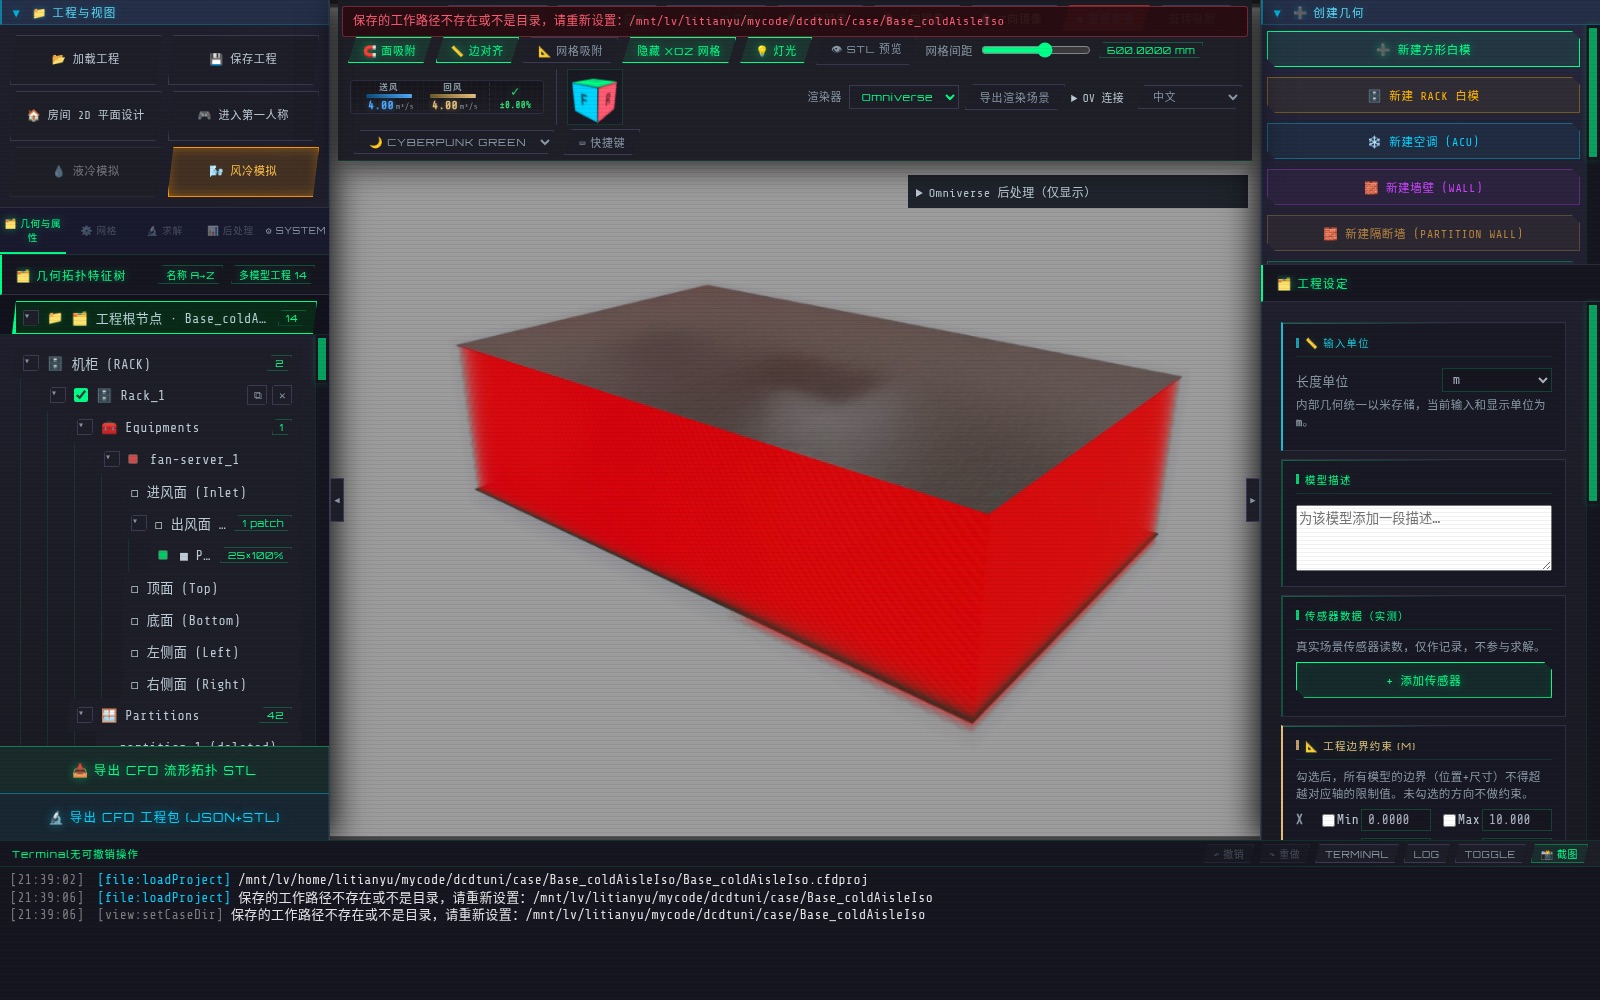 ▼ 📁 工程与视图
📂 加载工程
💾 保存工程
🏠 房间 2D 平面设计
🎮 进入第一人称
💧 液冷模拟
🌬️ 风冷模拟
🗂️ 几何与属性
⚙️ 网格
🔬 求解
📊 后处理
⚙ SYSTEM
🗂️ 几何拓扑特征树
名称 A→Z
多模型工程 14
📁 🗂️ 工程根节点 · Base_coldA… 14
🗄️ 机柜 (RACK) 2
🗄️ Rack_1
🧰 Equipments 1
fan-server_1
□ 进风面 (Inlet)
□ 出风面 … 1 patch
■ P… 25×100%
□ 顶面 (Top)
□ 底面 (Bottom)
□ 左侧面 (Left)
□ 右侧面 (Right)
🪟 Partitions 42
partition_1 (deleted)
📥 导出 CFD 流形拓扑 STL
🔬 导出 CFD 工程包 (JSON+STL)
保存的工作路径不存在或不是目录，请重新设置：/mnt/lv/litianyu/mycode/dcdtuni/case/Base_coldAisleIso
🧲 面吸附
📏 边对齐
📐 网格吸附
隐藏 XOZ 网格
💡 灯光
👁 STL 预览
网格间距
600.0000 mm
送风
4.00 m³/s
回风
4.00 m³/s
✓
±0.00%
F
R
渲染器
Omniverse
导出渲染场景
▶ OV 连接
中文
🌙 CYBERPUNK GREEN
⌨ 快捷键
▶ Omniverse 后处理（仅显示）
▼ ➕ 创建几何
➕ 新建方形白模
🗄️ 新建 RACK 白模
❄️ 新建空调 (ACU)
🧱 新建墙壁 (WALL)
🧱 新建隔断墙 (PARTITION WALL)
🗂️ 工程设定
📏 输入单位
长度单位
m
内部几何统一以米存储，当前输入和显示单位为
m。
模型描述
为该模型添加一段描述…
传感器数据（实测）
真实场景传感器读数，仅作记录，不参与求解。
+ 添加传感器
📐 工程边界约束 (M)
勾选后，所有模型的边界（位置+尺寸）不得超
越对应轴的限制值。未勾选的方向不做约束。
X Min 0.0000 Max 10.000
Terminal无可撤销操作
↶ 撤销
↷ 重做
TERMINAL
LOG
TOGGLE
📸 截图
[21:39:02] [file:loadProject] /mnt/lv/home/litianyu/mycode/dcdtuni/case/Base_coldAisleIso/Base_coldAisleIso.cfdproj
[21:39:06] [file:loadProject] 保存的工作路径不存在或不是目录，请重新设置：/mnt/lv/litianyu/mycode/dcdtuni/case/Base_coldAisleIso
[21:39:06] [view:setCaseDir] 保存的工作路径不存在或不是目录，请重新设置：/mnt/lv/litianyu/mycode/dcdtuni/case/Base_coldAisleIso